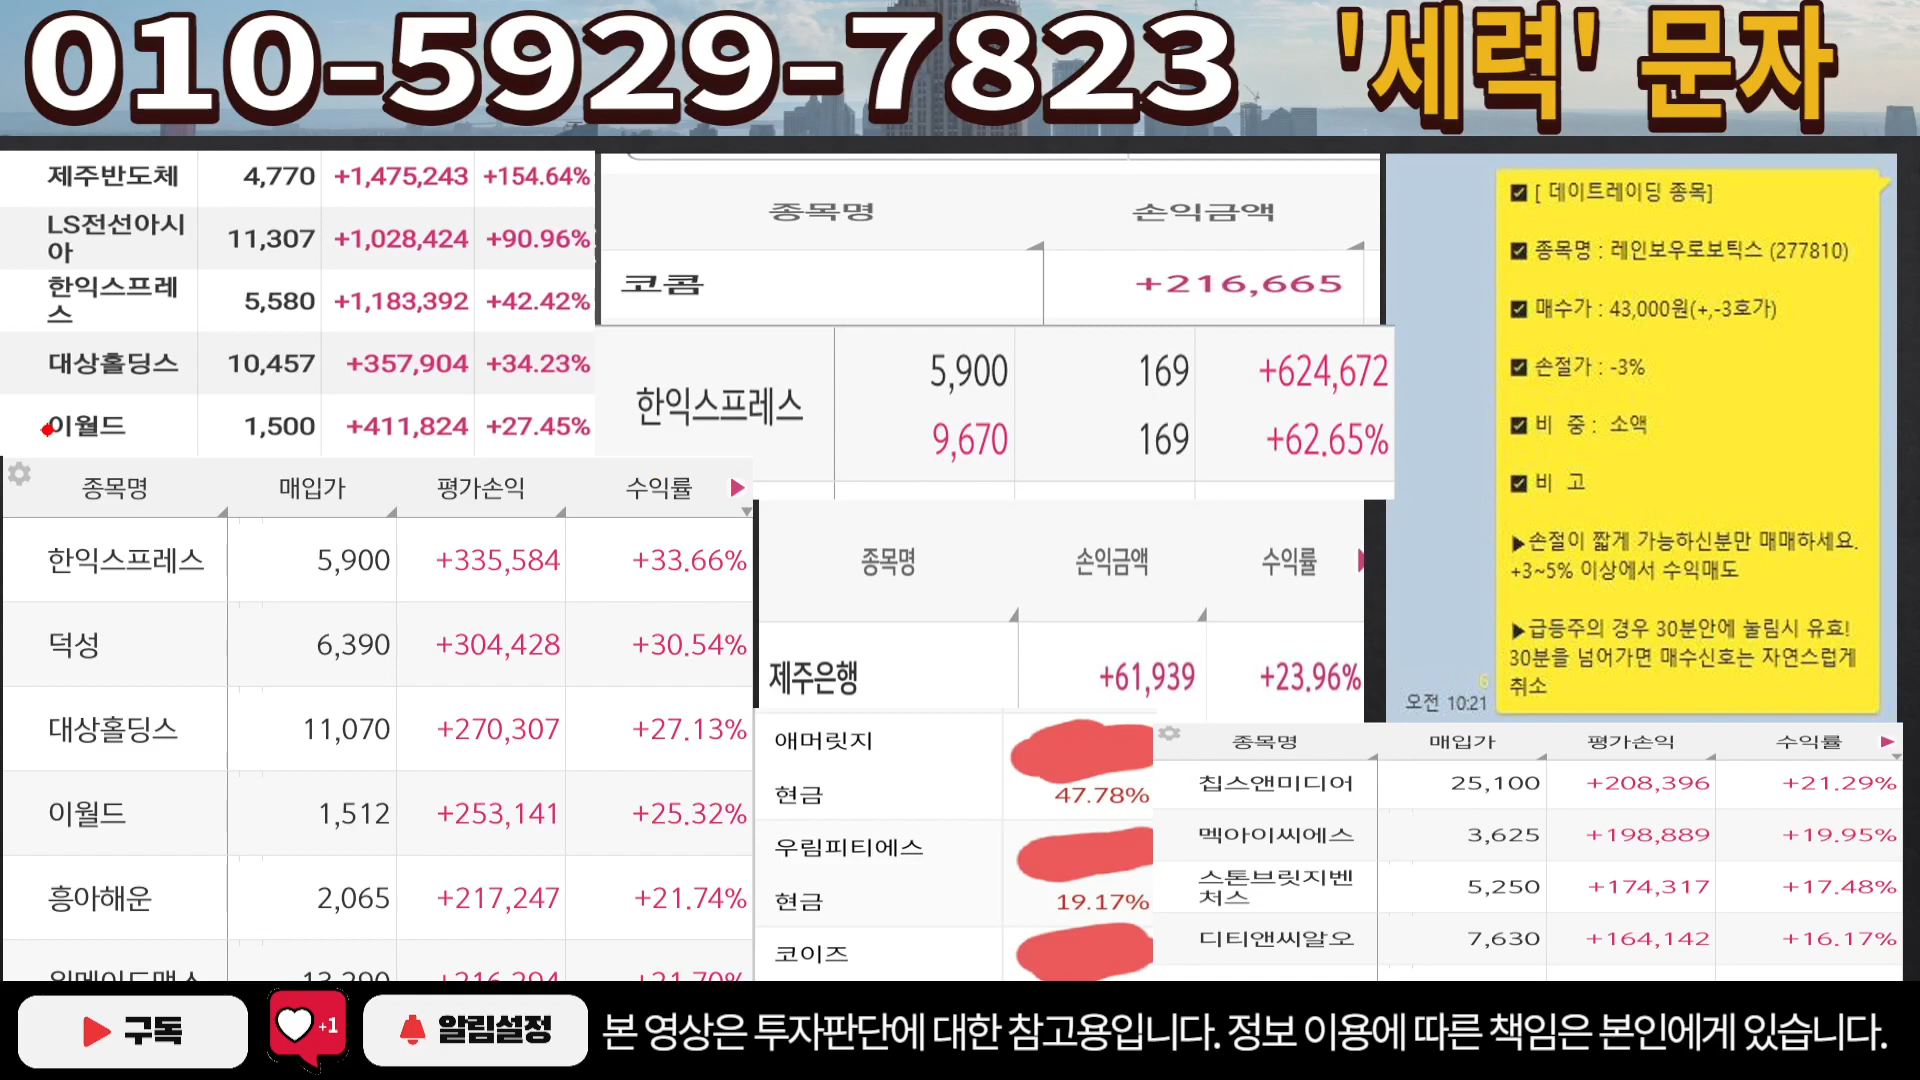 010-5929-7823 '세력' 문자
제주반도체 4,770 +1,475,243 +154.64%
LS전선아시아 11,307 +1,028,424 +90.96%
한익스프레스 5,580 +1,183,392 +42.42%
대상홀딩스 10,457 +357,904 +34.23%
이월드 1,500 +411,824 +27.45%
종목명 손익금액
코콤 +216,665
한익스프레스 5,900 169 +624,672
9,670 169 +62.65%
[ 데이트레이딩 종목]
종목명 : 레인보우로보틱스 (277810)
매수가 : 43,000원(+,-3호가)
손절가 : -3%
비 중 : 소액
비 고
▶손절이 짧게 가능하신분만 매매하세요.
+3~5% 이상에서 수익매도
▶급등주의 경우 30분안에 눌림시 유효!
30분을 넘어가면 매수신호는 자연스럽게
취소
6
오전 10:21
종목명 매입가 평가손익 수익률
한익스프레스 5,900 +335,584 +33.66%
덕성 6,390 +304,428 +30.54%
대상홀딩스 11,070 +270,307 +27.13%
이월드 1,512 +253,141 +25.32%
흥아해운 2,065 +217,247 +21.74%
종목명 손익금액 수익률
제주은행 +61,939 +23.96%
애머릿지
현금 47.78%
우림피티에스
현금 19.17%
코이즈
종목명 매입가 평가손익 수익률
칩스앤미디어 25,100 +208,396 +21.29%
멕아이씨에스 3,625 +198,889 +19.95%
스톤브릿지벤처스 5,250 +174,317 +17.48%
디티앤씨알오 7,630 +164,142 +16.17%
구독 +1 알림설정 본 영상은 투자판단에 대한 참고용입니다. 정보 이용에 따른 책임은 본인에게 있습니다.